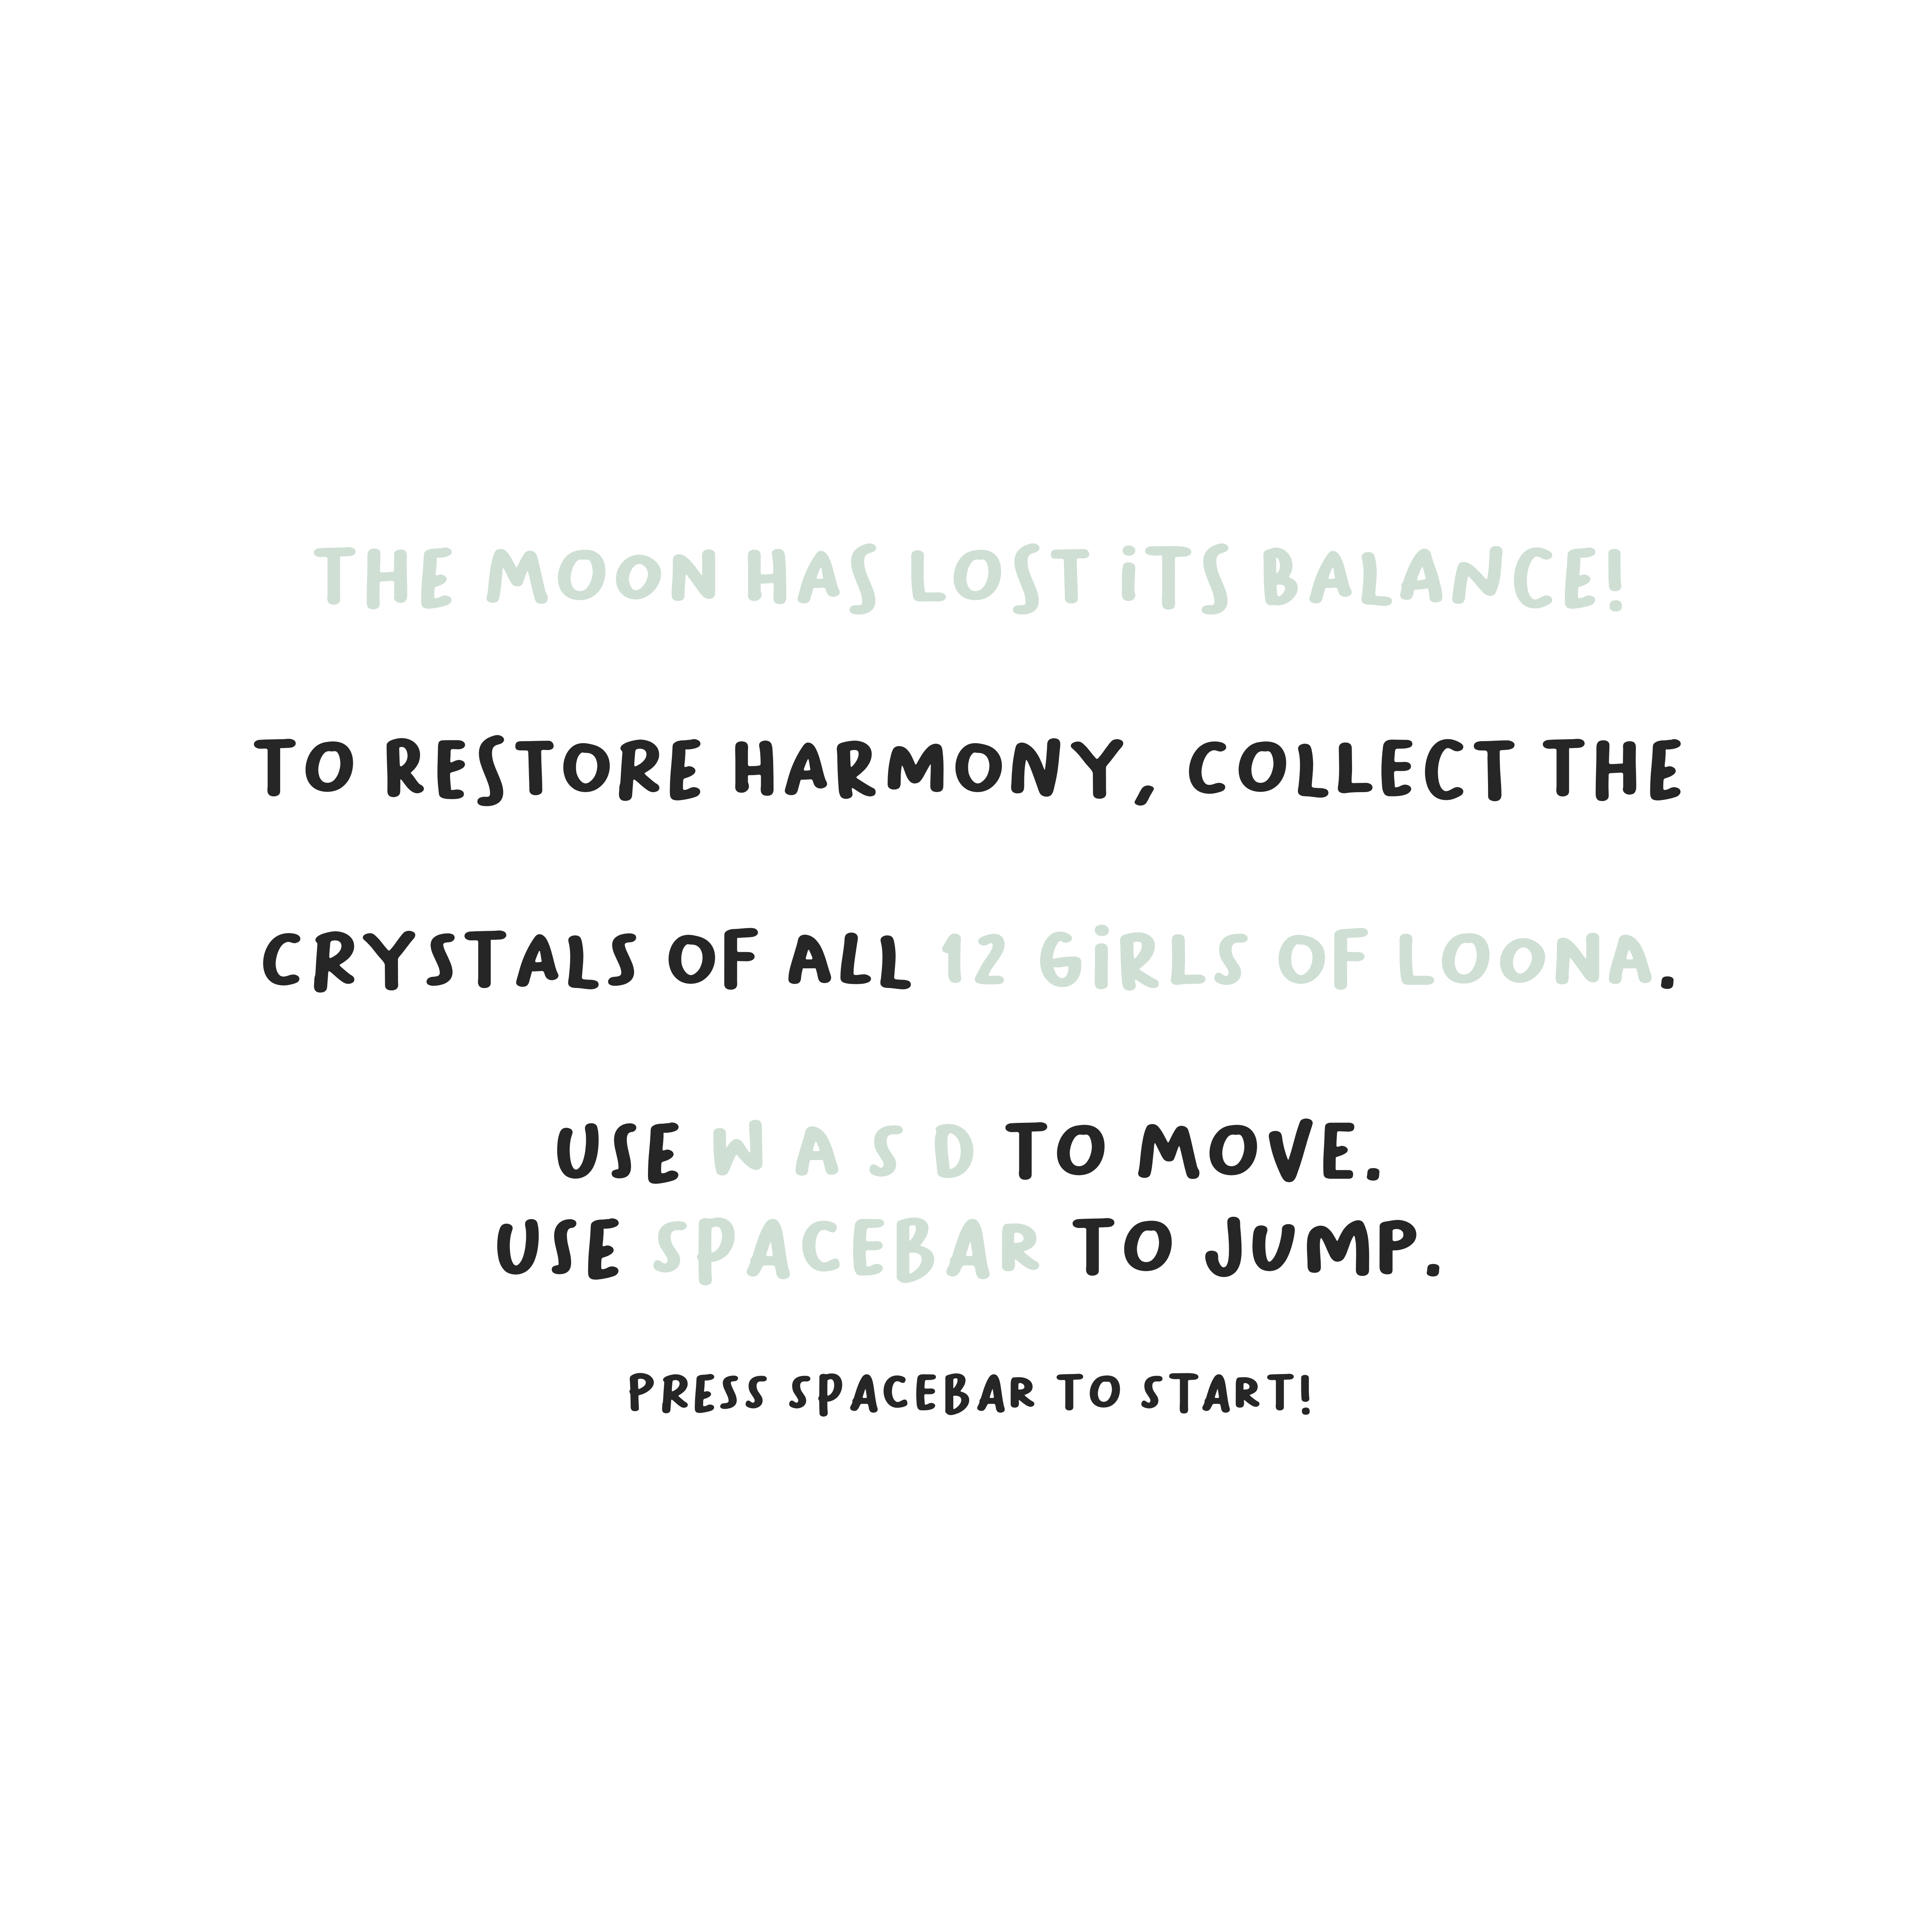 THE MOON HAS LOST iTS BALANCE!
TO RESTORE HARMONY, COLLECT THE
CRYSTALS OF ALL 12 GiRLS OF LOONA.
USE W A S D TO MOVE.
USE SPACEBAR TO JUMP.
PRESS SPACEBAR TO START!